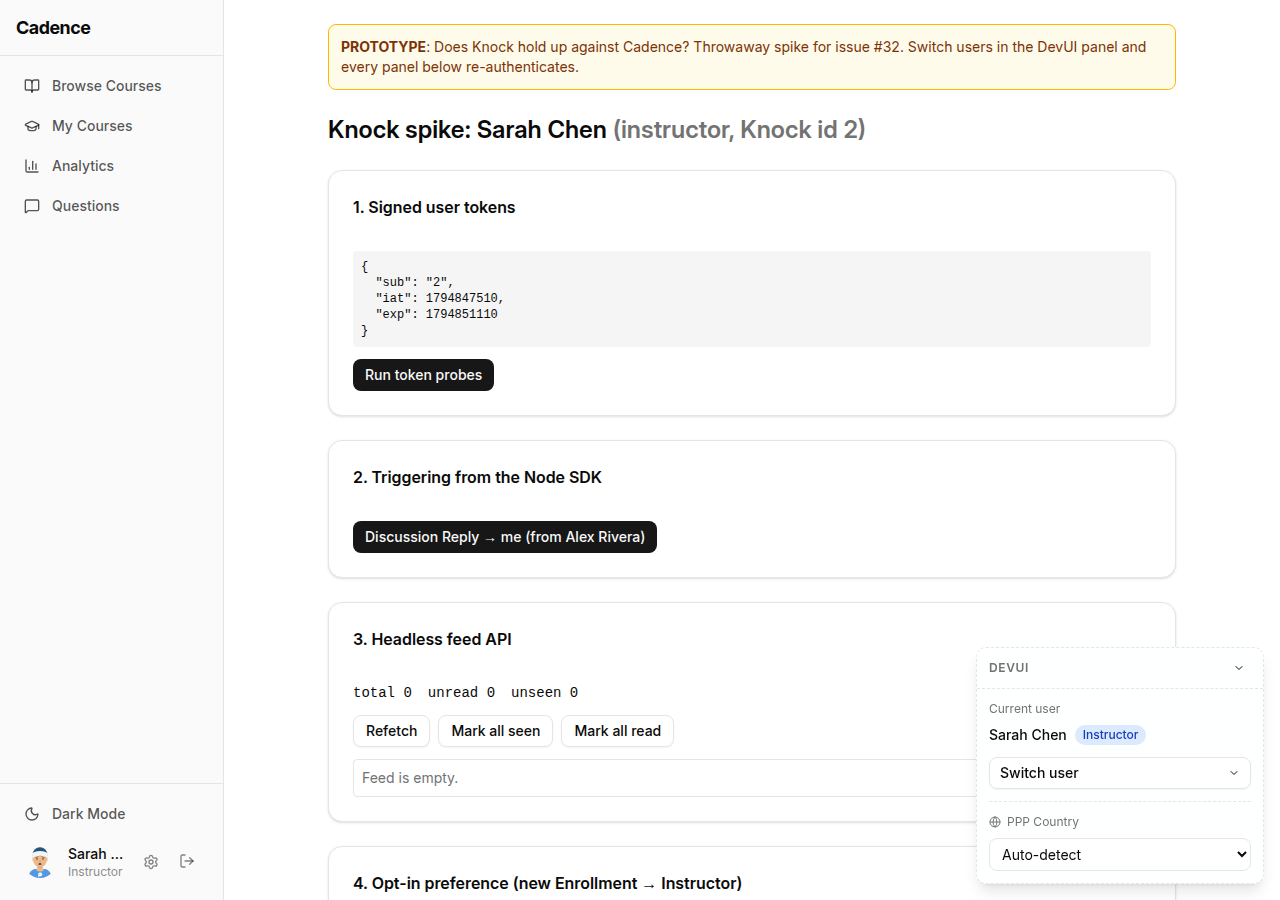 Cadence
Browse Courses
My Courses
Analytics
Questions
Dark Mode
Sarah ...
Instructor
PROTOTYPE: Does Knock hold up against Cadence? Throwaway spike for issue #32. Switch users in the DevUI panel and
every panel below re-authenticates.
Knock spike: Sarah Chen (instructor, Knock id 2)
1. Signed user tokens
{
  "sub": "2",
  "iat": 1794847510,
  "exp": 1794851110
}
Run token probes
2. Triggering from the Node SDK
Discussion Reply → me (from Alex Rivera)
3. Headless feed API
total 0  unread 0  unseen 0
Refetch
Mark all seen
Mark all read
Feed is empty.
4. Opt-in preference (new Enrollment → Instructor)
DEVUI
Current user
Sarah Chen Instructor
Switch user
PPP Country
Auto-detect